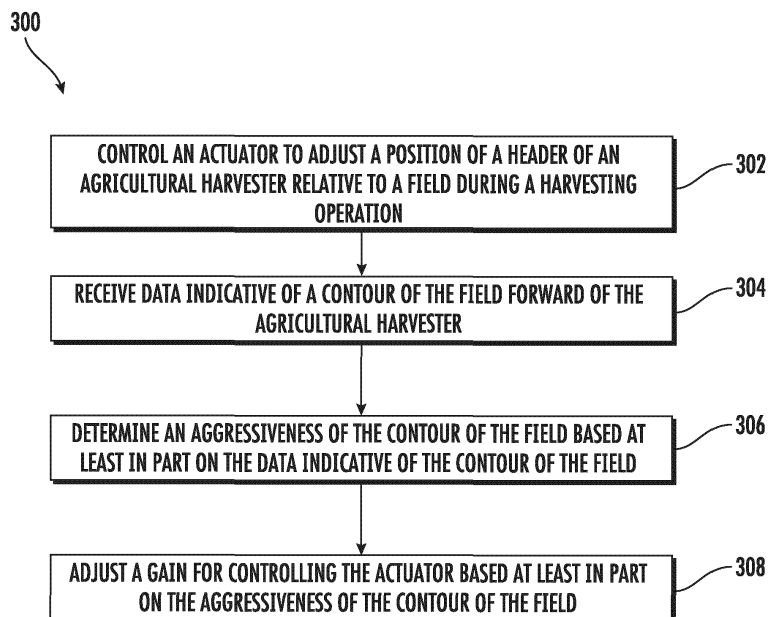 300
CONTROL AN ACTUATOR TO ADJUST A POSITION OF A HEADER OF AN
AGRICULTURAL HARVESTER RELATIVE TO A FIELD DURING A HARVESTING
OPERATION
302
RECEIVE DATA INDICATIVE OF A CONTOUR OF THE FIELD FORWARD OF THE
AGRICULTURAL HARVESTER
304
DETERMINE AN AGGRESSIVENESS OF THE CONTOUR OF THE FIELD BASED AT
LEAST IN PART ON THE DATA INDICATIVE OF THE CONTOUR OF THE FIELD
306
ADJUST A GAIN FOR CONTROLLING THE ACTUATOR BASED AT LEAST IN PART
ON THE AGGRESSIVENESS OF THE CONTOUR OF THE FIELD
308